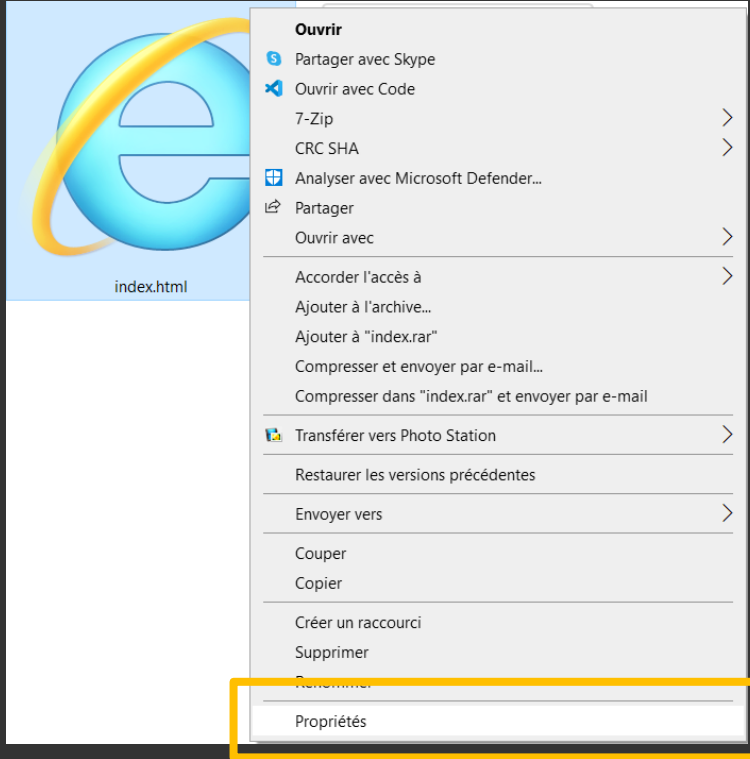 Ouvrir
Partager avec Skype
Ouvrir avec Code
7-Zip
CRC SHA
Analyser avec Microsoft Defender...
Partager
Ouvrir avec
index.html
Accorder l'accès à
Ajouter à l'archive...
Ajouter à "index.rar"
Compresser et envoyer par e-mail...
Compresser dans "index.rar" et envoyer par e-mail
Transférer vers Photo Station
Restaurer les versions précédentes
Envoyer vers
Couper
Copier
Créer un raccourci
Supprimer
Renommer
Propriétés